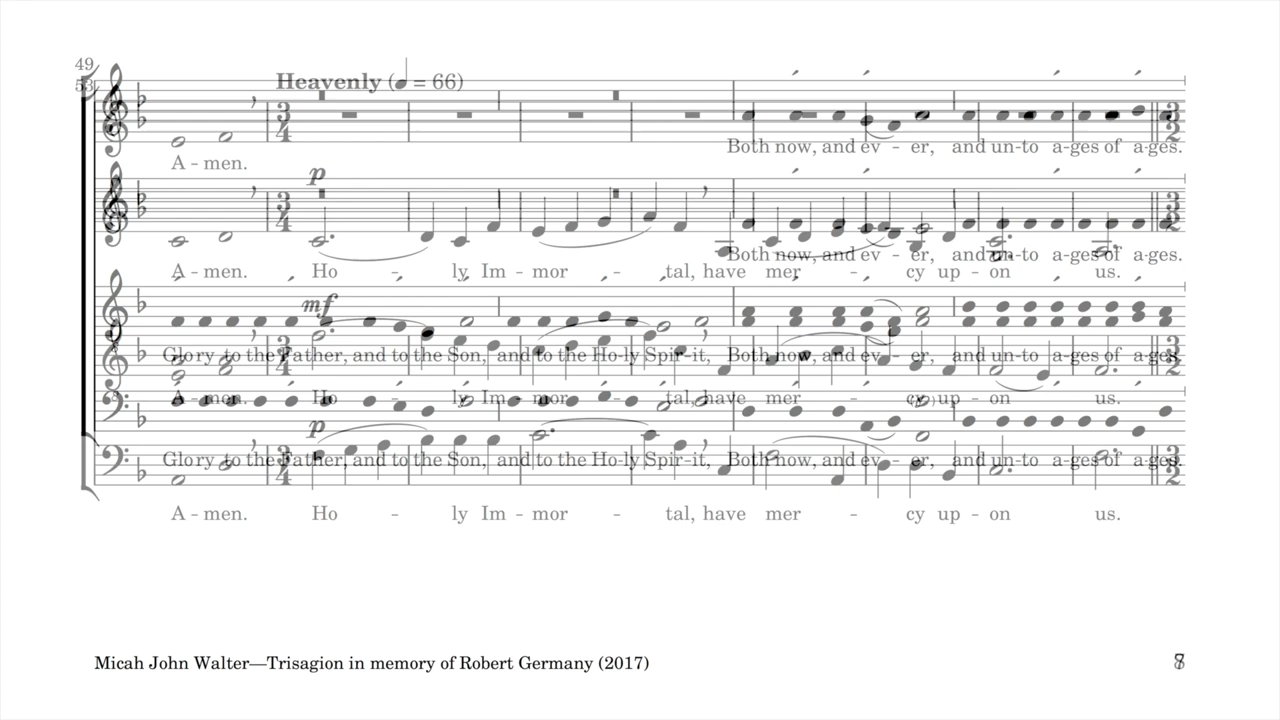 49
53
Heavenly (♩ = 66)
Both now, and ev - er, and un-to a-ges of a-ges.
A - men.
p
Both now, and ev - er, and un-to a-ges of a-ges.
A - men. Ho - ly Im - mor - tal, have mer - cy up - on us.
mf
Glory to the Father, and to the Son, and to the Ho-ly Spir-it, Both now, and ev - er, and un-to a-ges of a-ges.
A - men. Ho - ly Im - mor - tal, have mer - cy up - on us.
p
Glory to the Father, and to the Son, and to the Ho-ly Spir-it, Both now, and ev - er, and un-to a-ges of a-ges.
A - men. Ho - ly Im - mor - tal, have mer - cy up - on us.
Micah John Walter—Trisagion in memory of Robert Germany (2017)